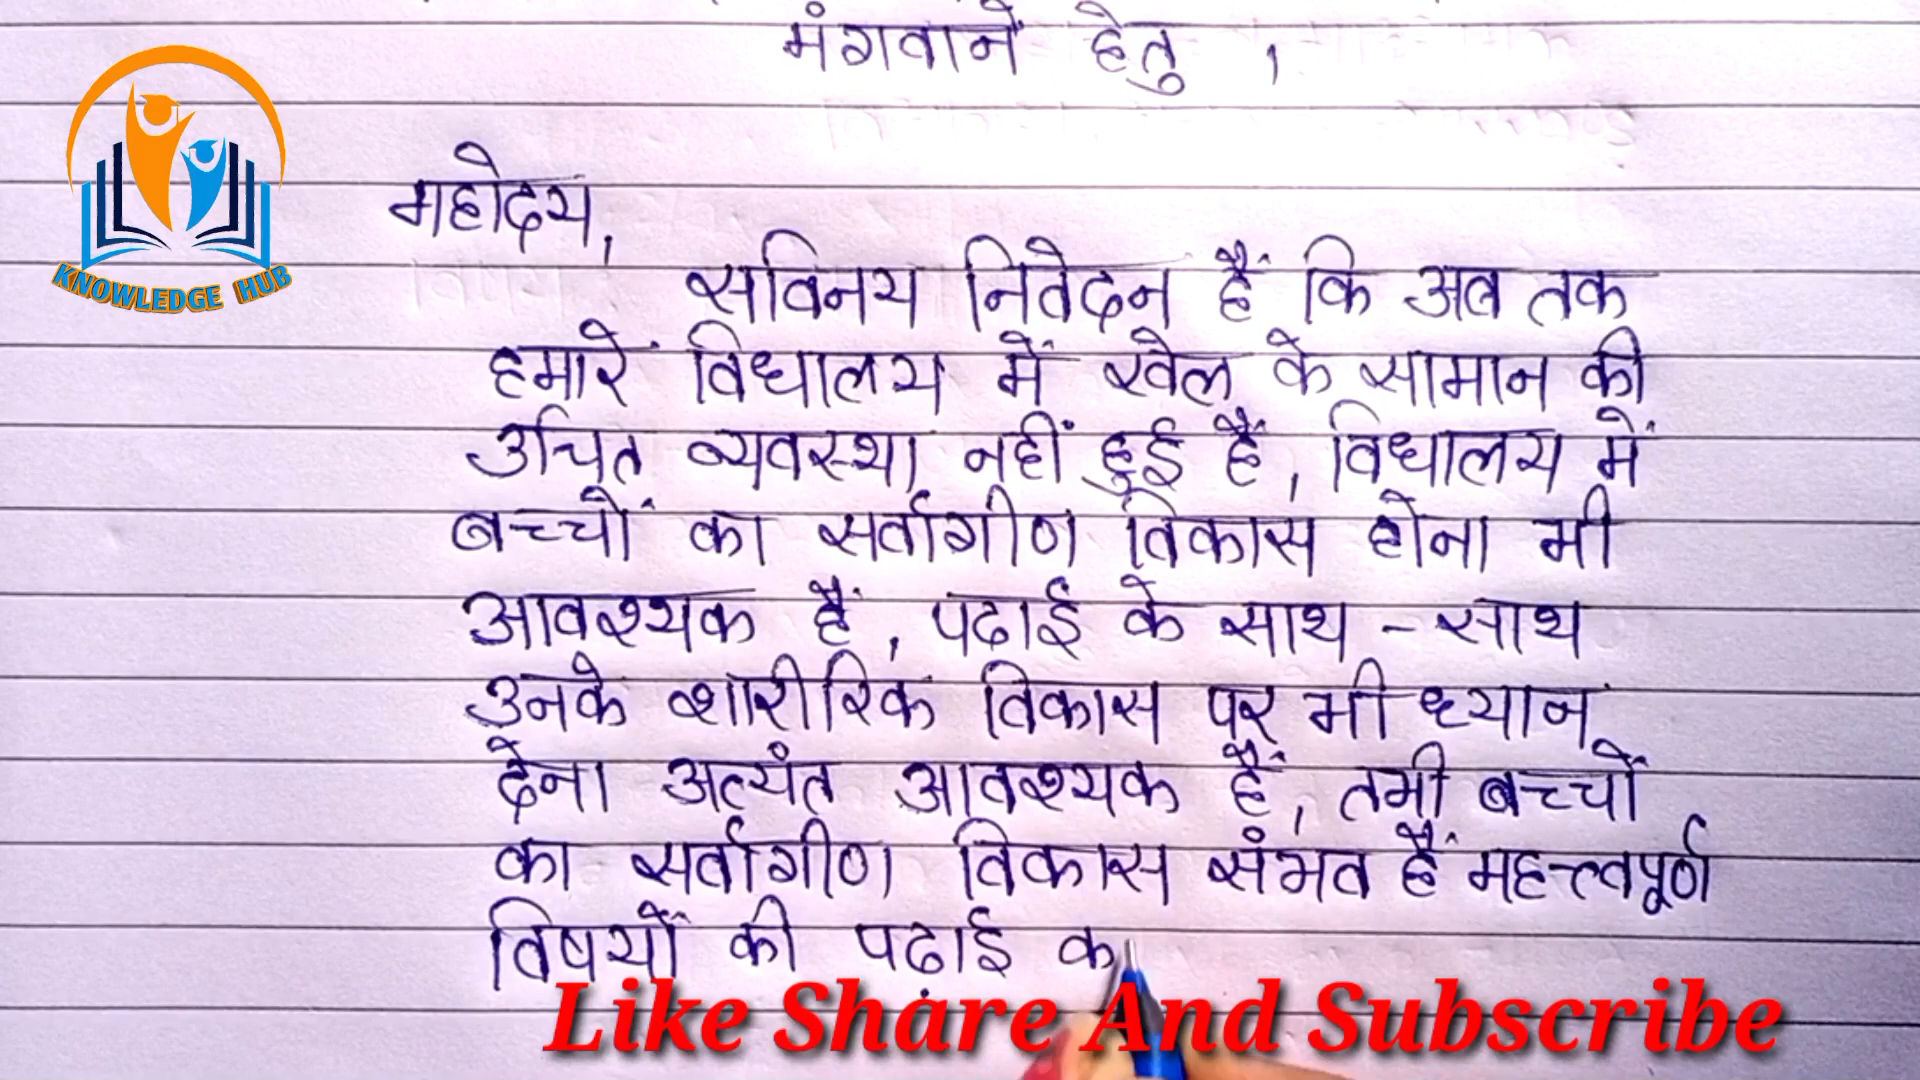 मंगवानें हेतु ,
KNOWLEDGE HUB
महोदय,
सविनय निवेदन हैं कि अब तक
हमारें विधालय में खेल के सामान की
उचित व्यवस्था नहीं हुई हैं, विधालय में
बच्चों का सर्वागीण विकास होना भी
आवश्यक हैं, पढाई के साथ - साथ
उनके शारीरिक विकास पर भी ध्यान
देना अत्यंत आवश्यक हैं, तभी बच्चों
का सर्वागीण विकास संभव हैं महत्त्वपूर्ण
विषयों की पढ़ाई क
Like Share And Subscribe